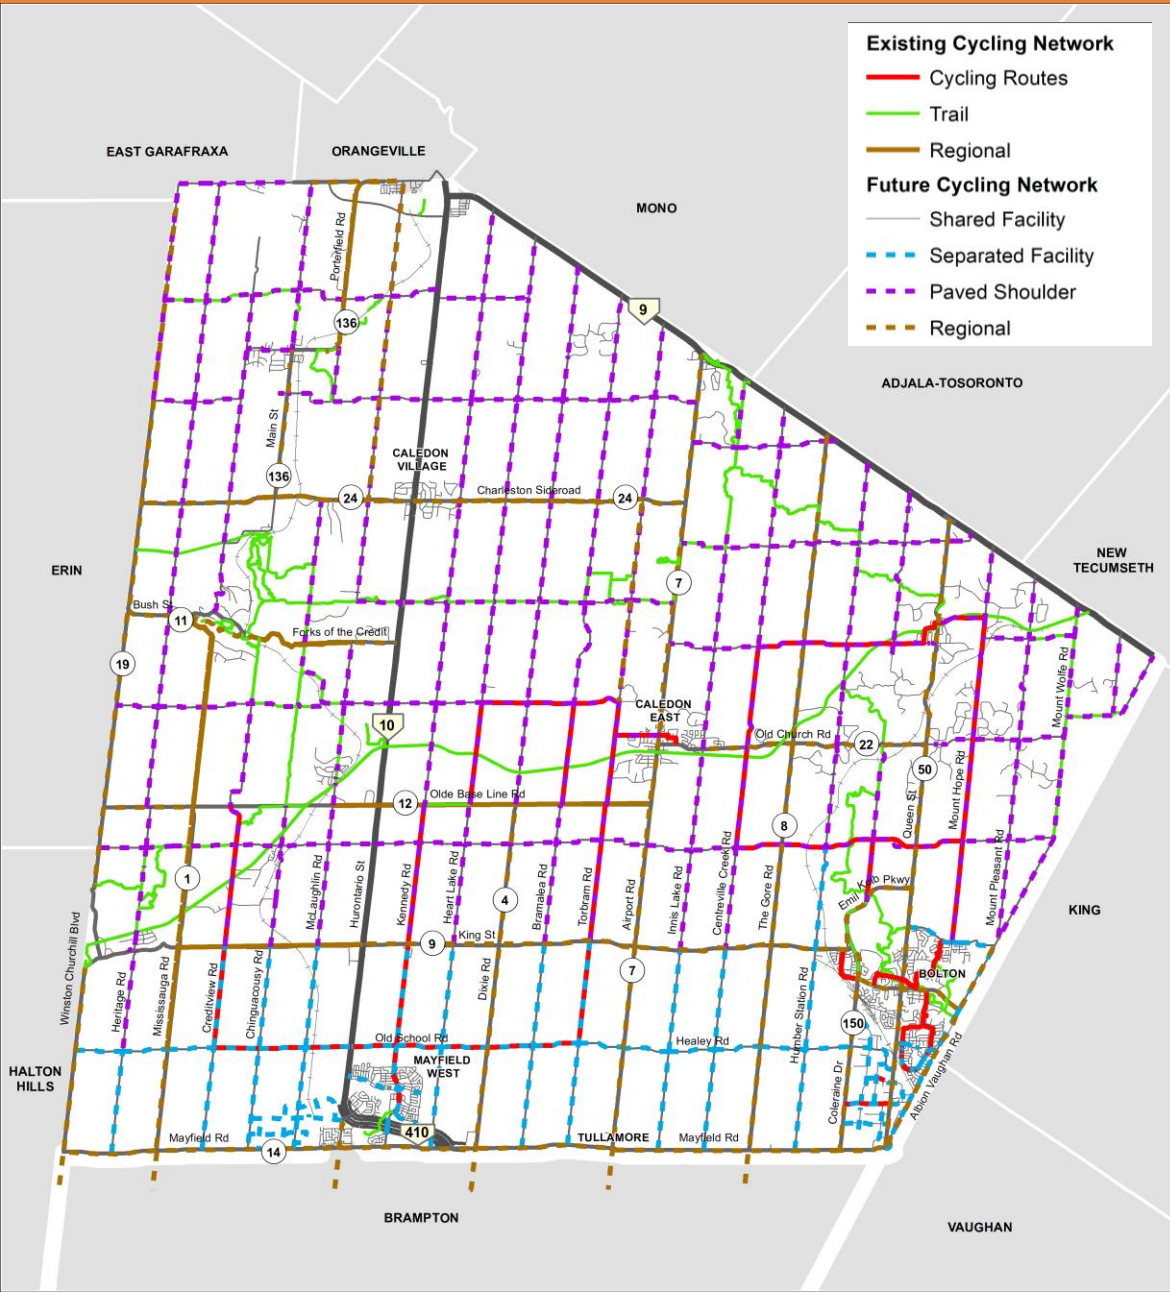 Existing Cycling Network
Cycling Routes
Trail
Regional
Future Cycling Network
Shared Facility
Separated Facility
Paved Shoulder
Regional
EAST GARAFRAXA
ORANGEVILLE
MONO
Porterfield Rd
9
136
ADJALA-TOSORONTO
Main St
CALEDON
VILLAGE
136
24
Charleston Sideroad
24
NEW
TECUMSETH
ERIN
7
Bush St
11
Forks of the Credit
19
Mount Wolfe Rd
10
CALEDON
EAST
Old Church Rd
22
50
Mount Hope Rd
Queen St
12
Olde Base Line Rd
8
1
McLaughlin Rd
Hurontario St
Kennedy Rd
Heart Lake Rd
4
Bramalea Rd
Torbram Rd
Airport Rd
Innis Lake Rd
Centreville Creek Rd
The Gore Rd
Emil Kolb Pkwy
Mount Pleasant Rd
KING
9
King St
7
BOLTON
Winston Churchill Blvd
Heritage Rd
Mississauga Rd
Creditview Rd
Chinguacousy Rd
Dixie Rd
Humber Station Rd
150
Old School Rd
Healey Rd
MAYFIELD
WEST
Coleraine Dr
Albion Vaughan Rd
HALTON
HILLS
410
Mayfield Rd
14
TULLAMORE
Mayfield Rd
BRAMPTON
VAUGHAN